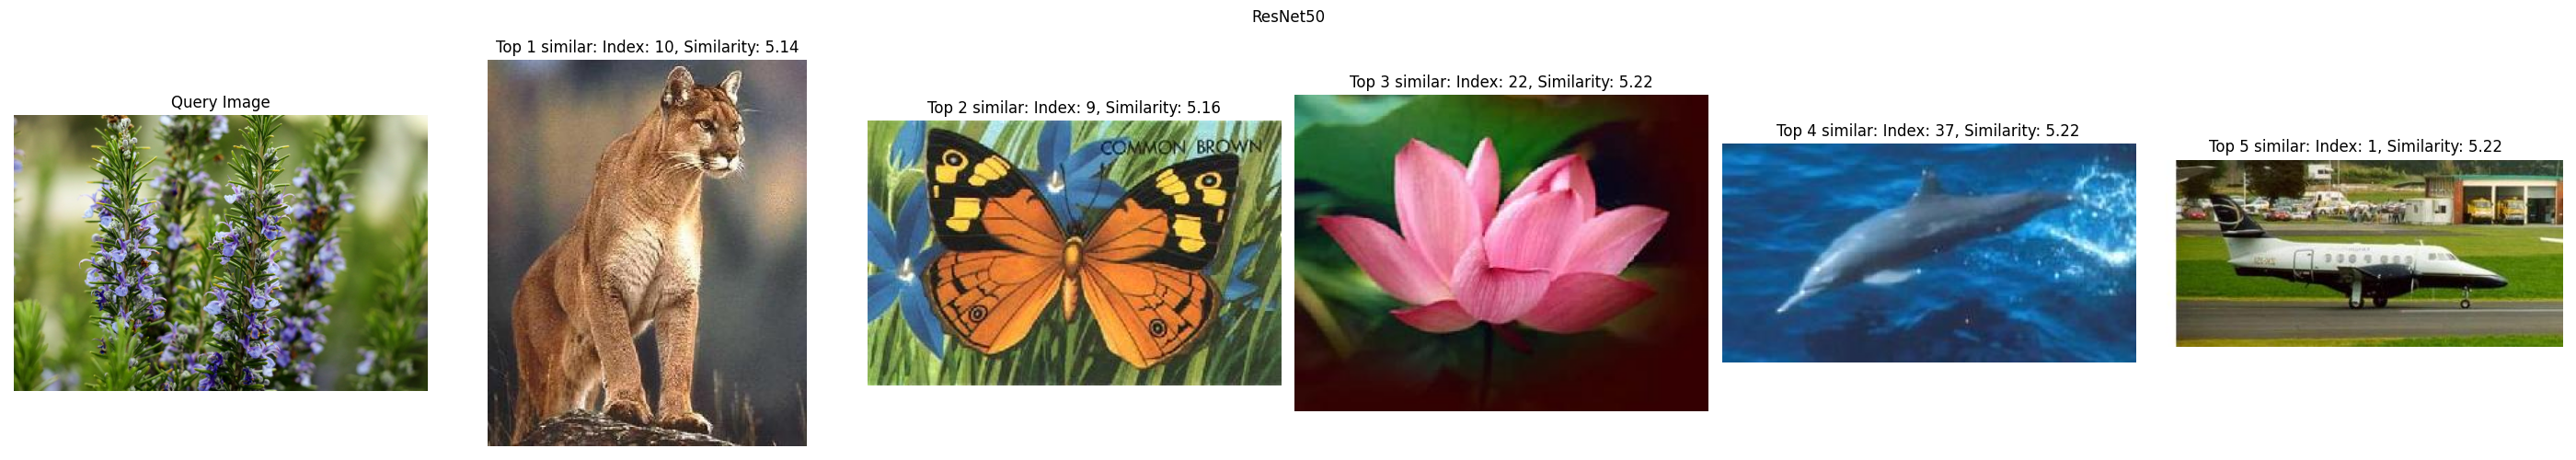 ResNet50
Query Image
Top 1 similar: Index: 10, Similarity: 5.14
Top 2 similar: Index: 9, Similarity: 5.16
COMMON BROWN
Top 3 similar: Index: 22, Similarity: 5.22
Top 4 similar: Index: 37, Similarity: 5.22
Top 5 similar: Index: 1, Similarity: 5.22